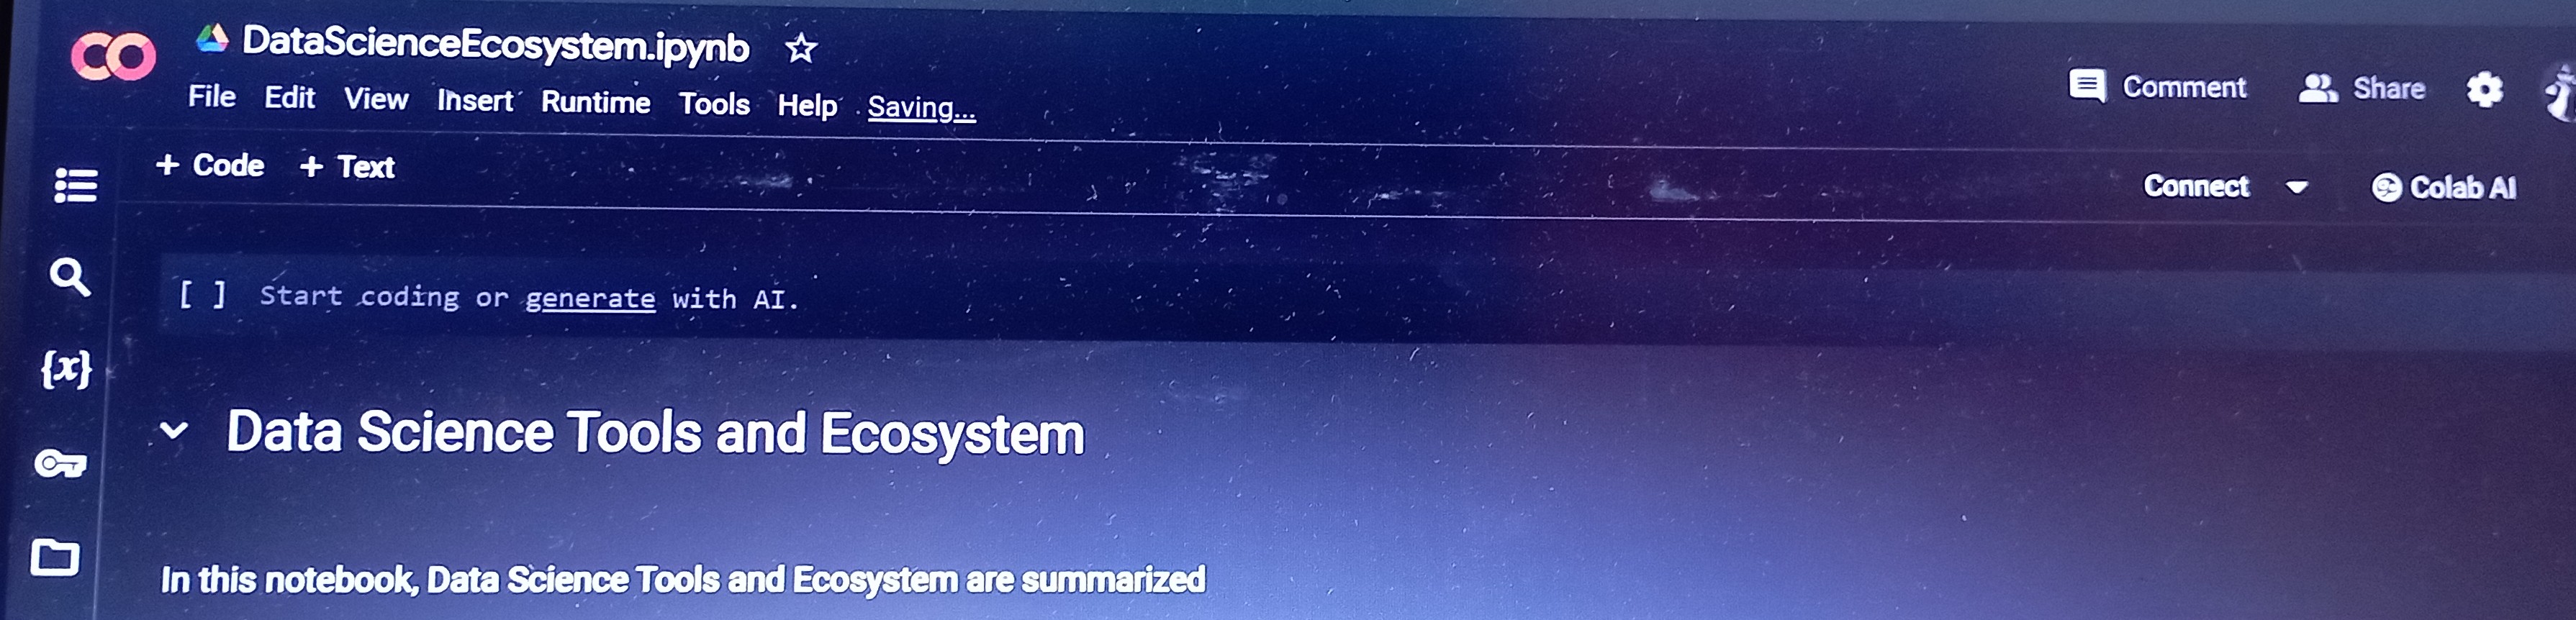 DataScienceEcosystem.ipynb
File Edit View Insert Runtime Tools Help Saving...
Comment Share
+ Code + Text
Connect Colab AI
[ ] Start coding or generate with AI.
{x}
Data Science Tools and Ecosystem
In this notebook, Data Science Tools and Ecosystem are summarized